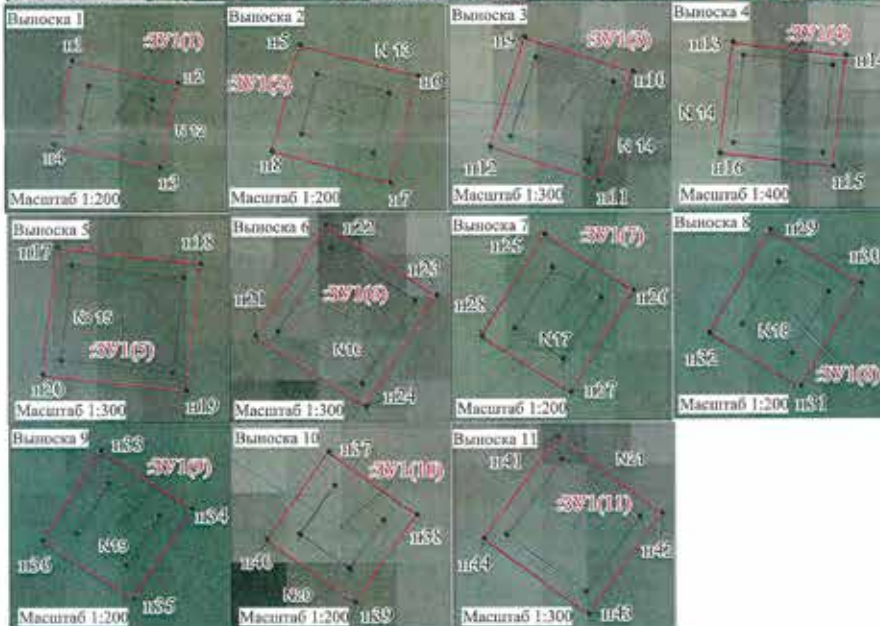 Выноска 1
н1
:ЗУ1(1)
н2
N 12
н4
н3
Масштаб 1:200
Выноска 2
н5
N 13
:ЗУ1(2)
н6
н8
н7
Масштаб 1:200
Выноска 3
н9
:ЗУ1(3)
н10
N 14
н12
н11
Масштаб 1:300
Выноска 4
н13
:ЗУ1(4)
н14
N 14
н16
н15
Масштаб 1:400
Выноска 5
н17
н18
№ 15
:ЗУ1(5)
н20
н19
Масштаб 1:300
Выноска 6
н22
н23
:ЗУ1(6)
н21
N16
н24
Масштаб 1:300
Выноска 7
н25
:ЗУ1(7)
н26
н28
N17
н27
Масштаб 1:200
Выноска 8
н29
н30
N18
н32
:ЗУ1(8)
н31
Масштаб 1:200
Выноска 9
н33
:ЗУ1(9)
н34
N19
н36
н35
Масштаб 1:200
Выноска 10
н37
:ЗУ1(10)
н38
н40
N20
н39
Масштаб 1:200
Выноска 11
н41
N21
:ЗУ1(11)
н42
н44
н43
Масштаб 1:300